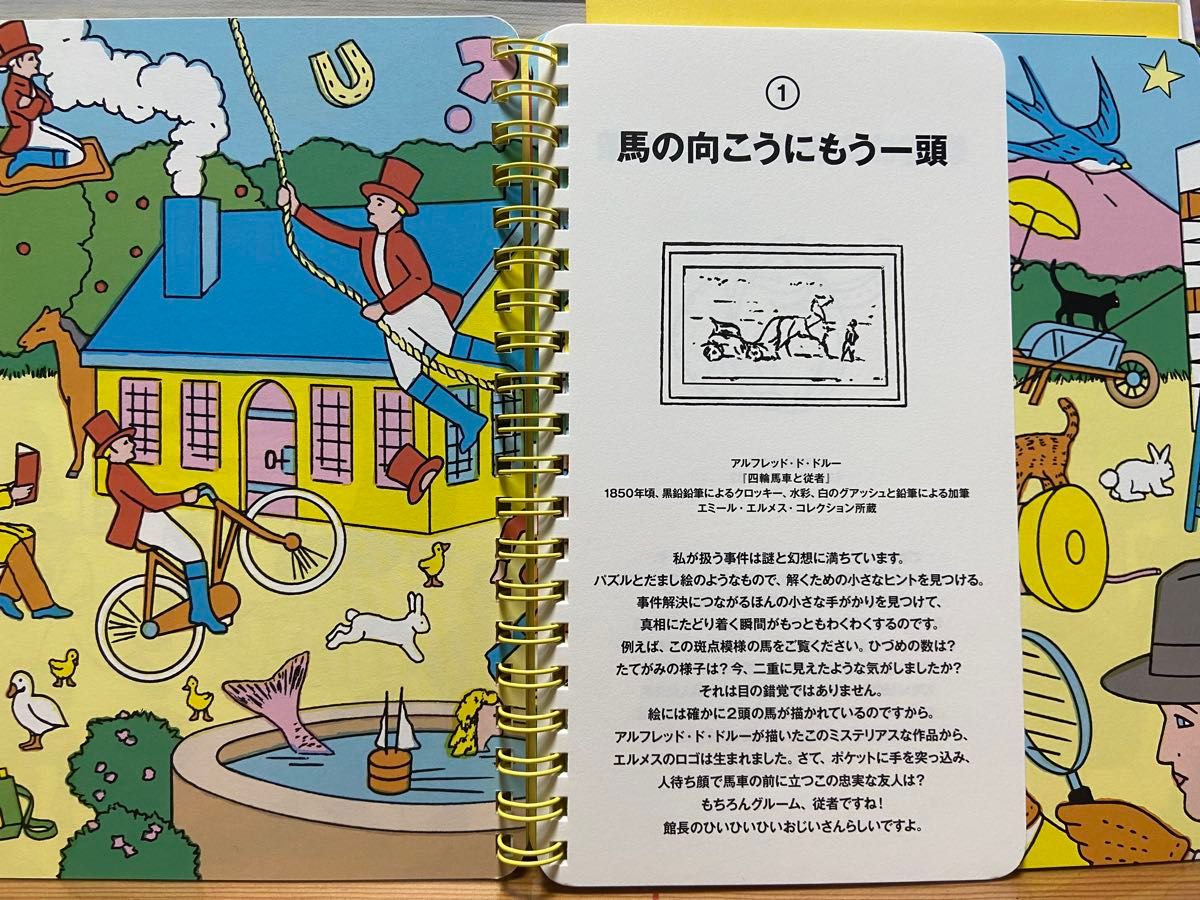 ①
馬の向こうにもう一頭
アルフレッド・ド・ドルー
『四輪馬車と従者』
1850年頃、黒鉛鉛筆によるクロッキー、水彩、白のグアッシュと鉛筆による加筆
エミール・エルメス・コレクション所蔵
私が扱う事件は謎と幻想に満ちています。
パズルとだまし絵のようなもので、解くための小さなヒントを見つける。
事件解決につながるほんの小さな手がかりを見つけて、
真相にたどり着く瞬間がもっともわくわくするのです。
例えば、この斑点模様の馬をご覧ください。ひづめの数は?
たてがみの様子は? 今、二重に見えたような気がしましたか?
それは目の錯覚ではありません。
絵には確かに2頭の馬が描かれているのですから。
アルフレッド・ド・ドルーが描いたこのミステリアスな作品から、
エルメスのロゴは生まれました。さて、ポケットに手を突っ込み、
人待ち顔で馬車の前に立つこの忠実な友人は?
もちろんグルーム、従者ですね!
館長のひいひいひいおじいさんらしいですよ。